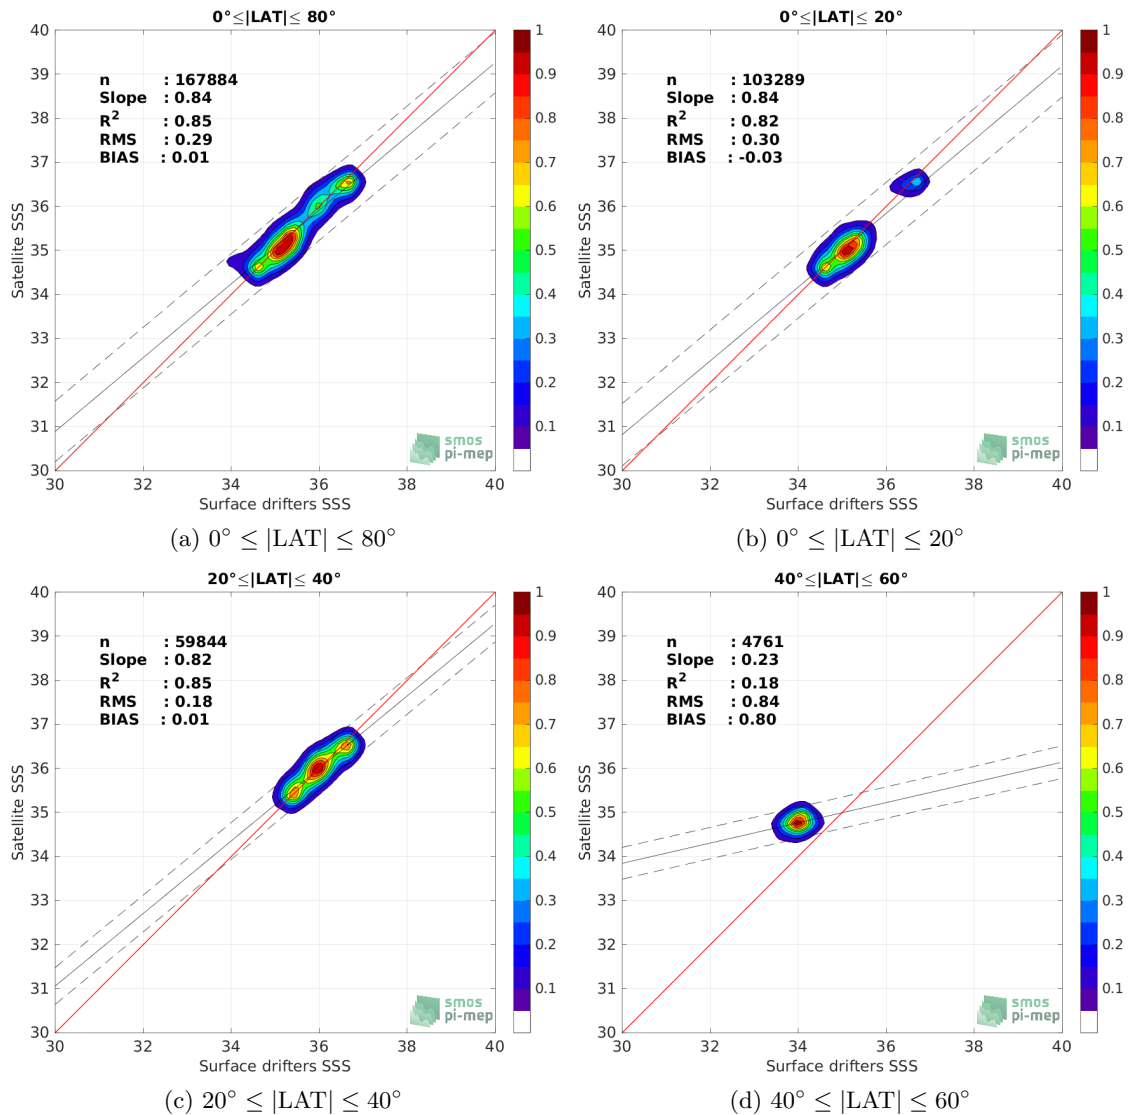 0°≤|LAT|≤ 80°
40
39
38
37
36
35
34
33
32
31
30
Satellite SSS
n : 167884
Slope : 0.84
R² : 0.85
RMS : 0.29
BIAS : 0.01
smos
pi-mep
30 32 34 36 38 40
Surface drifters SSS
1
0.9
0.8
0.7
0.6
0.5
0.4
0.3
0.2
0.1
(a) 0° ≤ |LAT| ≤ 80°
0°≤|LAT|≤ 20°
40
39
38
37
36
35
34
33
32
31
30
Satellite SSS
n : 103289
Slope : 0.84
R² : 0.82
RMS : 0.30
BIAS : -0.03
smos
pi-mep
30 32 34 36 38 40
Surface drifters SSS
1
0.9
0.8
0.7
0.6
0.5
0.4
0.3
0.2
0.1
(b) 0° ≤ |LAT| ≤ 20°
20°≤|LAT|≤ 40°
40
39
38
37
36
35
34
33
32
31
30
Satellite SSS
n : 59844
Slope : 0.82
R² : 0.85
RMS : 0.18
BIAS : 0.01
smos
pi-mep
30 32 34 36 38 40
Surface drifters SSS
1
0.9
0.8
0.7
0.6
0.5
0.4
0.3
0.2
0.1
(c) 20° ≤ |LAT| ≤ 40°
40°≤|LAT|≤ 60°
40
39
38
37
36
35
34
33
32
31
30
Satellite SSS
n : 4761
Slope : 0.23
R² : 0.18
RMS : 0.84
BIAS : 0.80
smos
pi-mep
30 32 34 36 38 40
Surface drifters SSS
1
0.9
0.8
0.7
0.6
0.5
0.4
0.3
0.2
0.1
(d) 40° ≤ |LAT| ≤ 60°